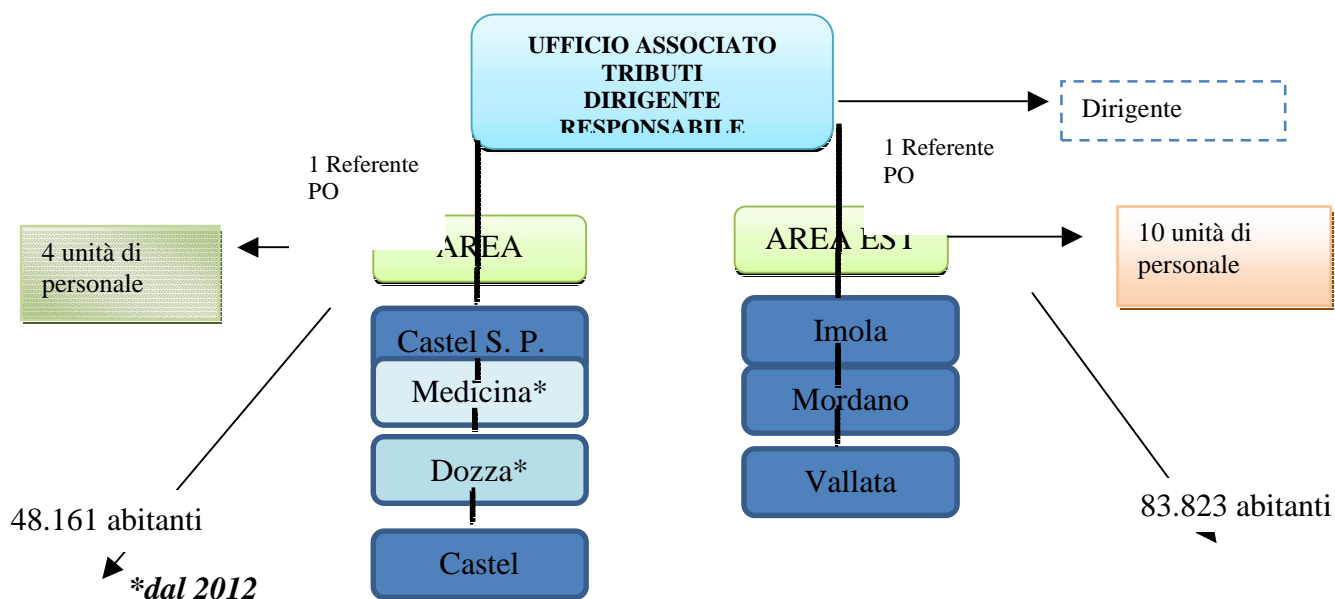 UFFICIO ASSOCIATO
TRIBUTI
DIRIGENTE
RESPONSABILE
Dirigente
1 Referente
PO
1 Referente
PO
4 unità di
personale
AREA
AREA EST
10 unità di
personale
Castel S. P.
Medicina*
Dozza*
Castel
Imola
Mordano
Vallata
48.161 abitanti
83.823 abitanti
*dal 2012